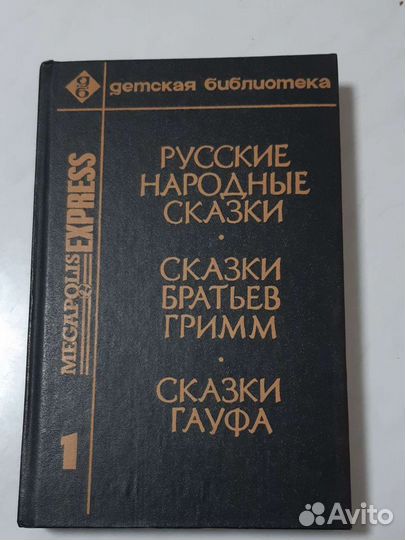 детская библиотека
MEGAPOLIS EXPRESS
РУССКИЕ
НАРОДНЫЕ
СКАЗКИ
СКАЗКИ
БРАТЬЕВ
ГРИММ
СКАЗКИ
ГАУФА
1
Avito